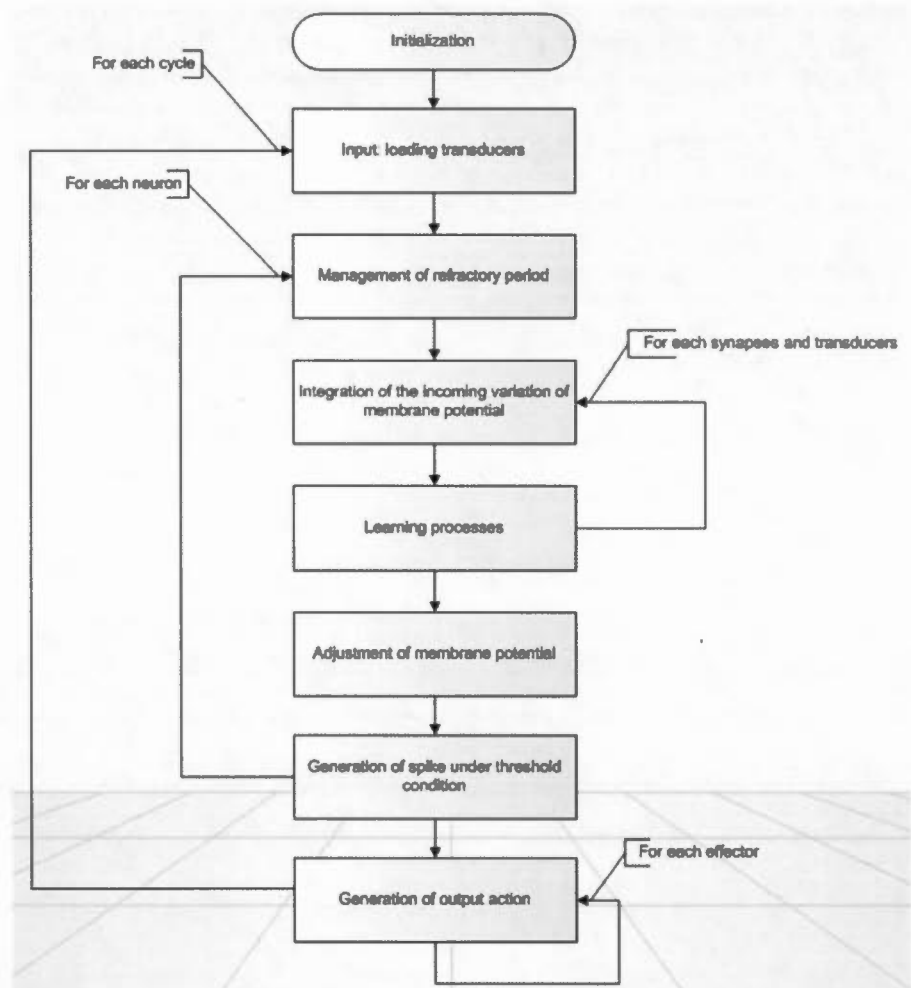 Initialization
For each cycle
Input: loading transducers
For each neuron
Management of refractory period
For each synapses and transducers
Integration of the incoming variation of
membrane potential
Learning processes
Adjustment of membrane potential
Generation of spike under threshold
condition
For each effector
Generation of output action